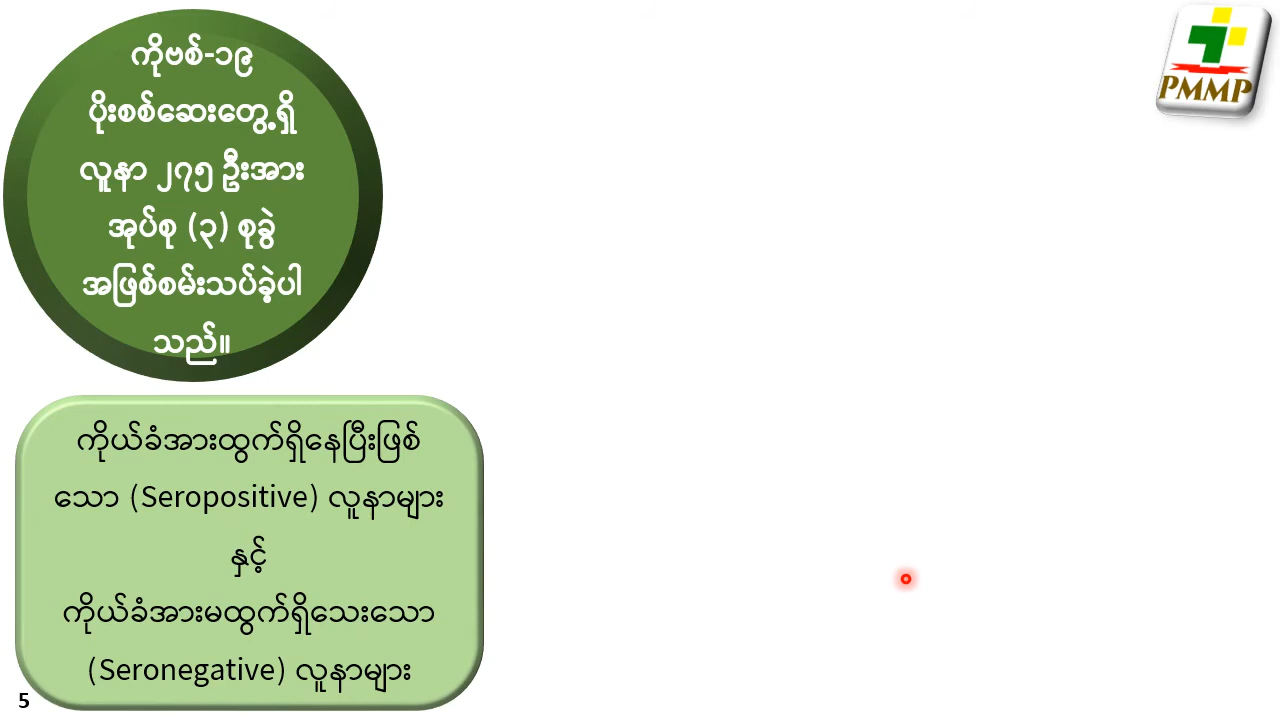 ကိုဗစ်-၁၉
ပိုးစစ်ဆေးတွေ့ရှိ
လူနာ ၂၇၅ ဦးအား
အုပ်စု (၃) စုခွဲ
အဖြစ်စမ်းသပ်ခဲ့ပါ
သည်။
PMMP
ကိုယ်ခံအားထွက်ရှိနေပြီးဖြစ်
သော (Seropositive) လူနာများ
နှင့်
ကိုယ်ခံအားမထွက်ရှိသေးသော
(Seronegative) လူနာများ
5